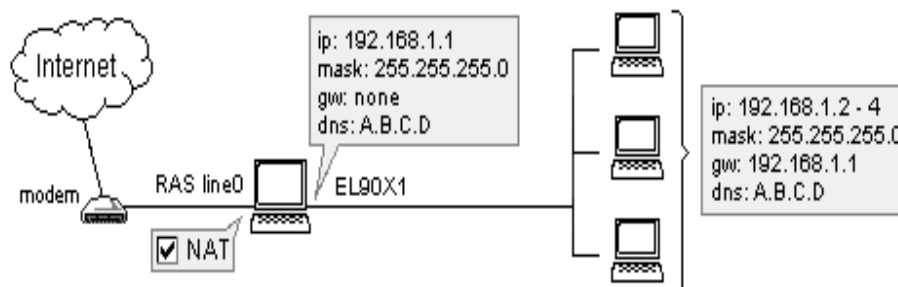 Internet
modem
RAS line0
NAT
ip: 192.168.1.1
mask: 255.255.255.0
gw: none
dns: A.B.C.D
EL90X1
ip: 192.168.1.2 - 4
mask: 255.255.255.0
gw: 192.168.1.1
dns: A.B.C.D